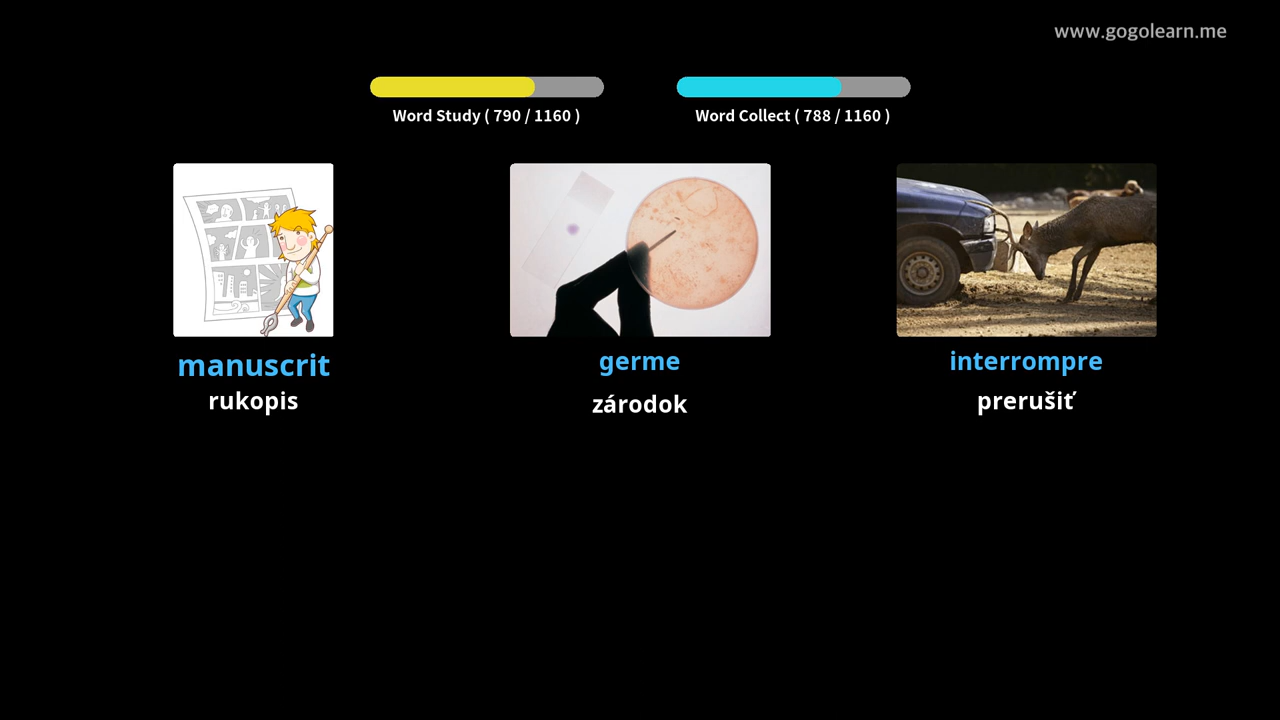 www.gogolearn.me
Word Study ( 790 / 1160 )
Word Collect ( 788 / 1160 )
manuscrit
rukopis
germe
zárodok
interrompre
prerušiť